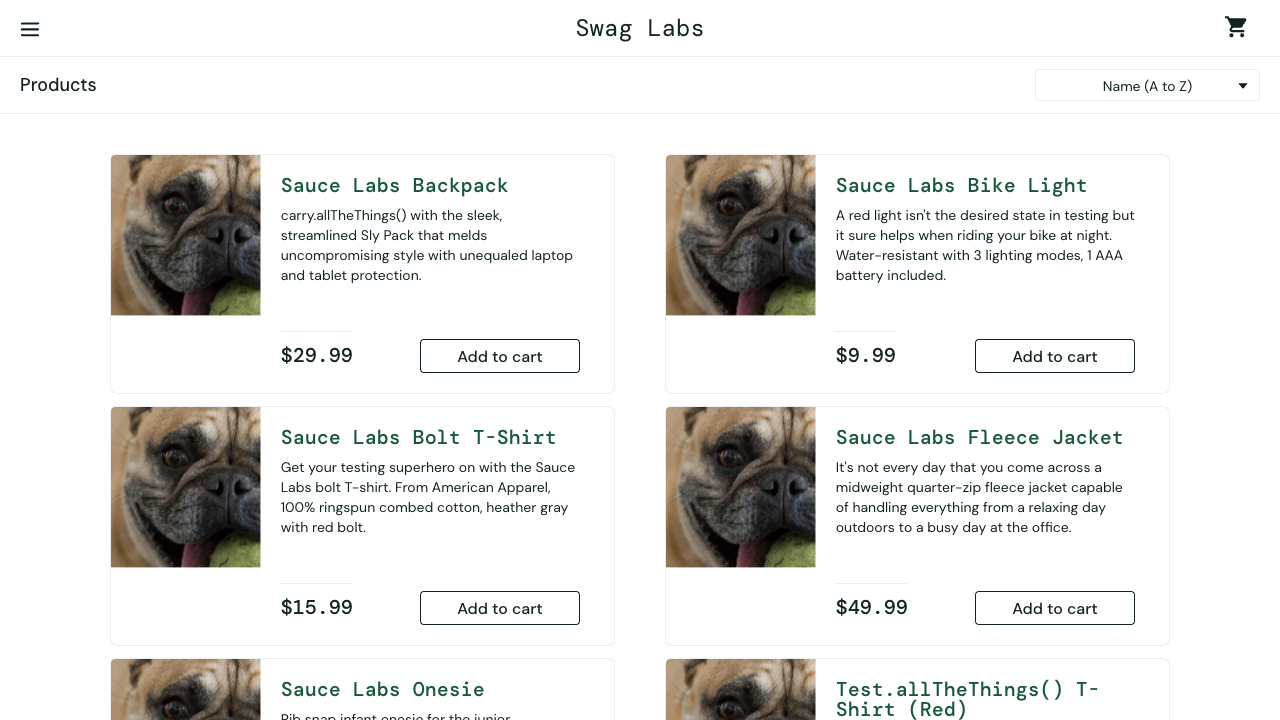 Swag Labs
Products
Name (A to Z)
Sauce Labs Backpack
carry.allTheThings() with the sleek,
streamlined Sly Pack that melds
uncompromising style with unequaled laptop
and tablet protection.
$29.99
Add to cart
Sauce Labs Bike Light
A red light isn't the desired state in testing but
it sure helps when riding your bike at night.
Water-resistant with 3 lighting modes, 1 AAA
battery included.
$9.99
Add to cart
Sauce Labs Bolt T-Shirt
Get your testing superhero on with the Sauce
Labs bolt T-shirt. From American Apparel,
100% ringspun combed cotton, heather gray
with red bolt.
$15.99
Add to cart
Sauce Labs Fleece Jacket
It's not every day that you come across a
midweight quarter-zip fleece jacket capable
of handling everything from a relaxing day
outdoors to a busy day at the office.
$49.99
Add to cart
Sauce Labs Onesie
Rib snap infant onesie for the junior
Test.allTheThings() T-
Shirt (Red)